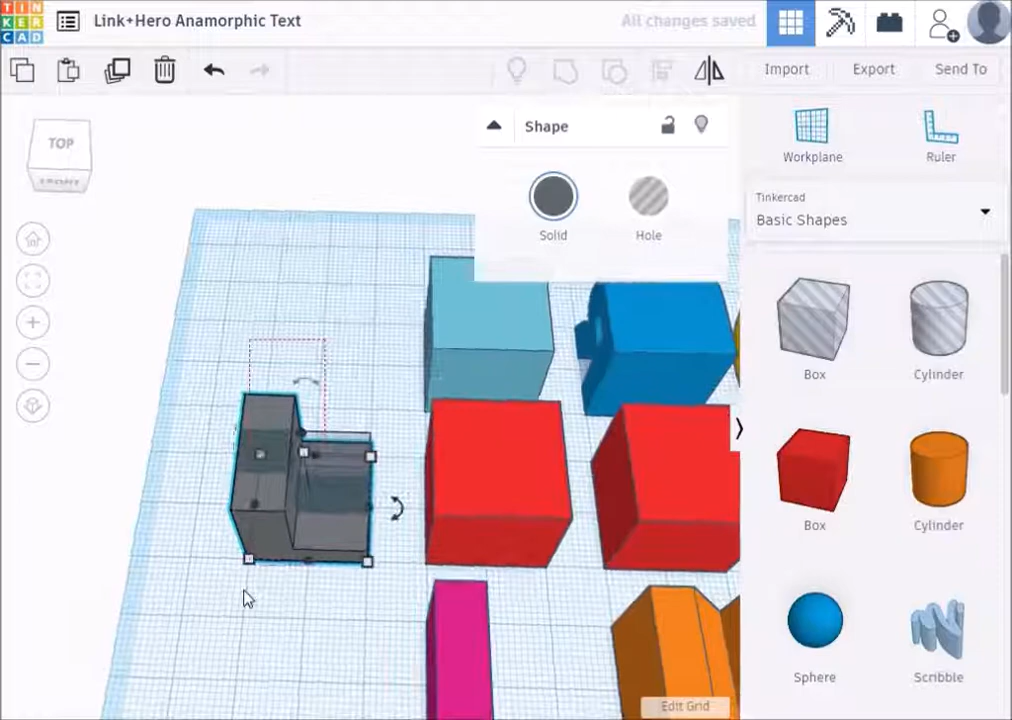 TIN
KER
CAD
Link+Hero Anamorphic Text
All changes saved
Import
Export
Send To
TOP
FRONT
Shape
Solid
Hole
Workplane
Ruler
Tinkercad
Basic Shapes
Box
Cylinder
Box
Cylinder
Sphere
Scribble
Edit Grid